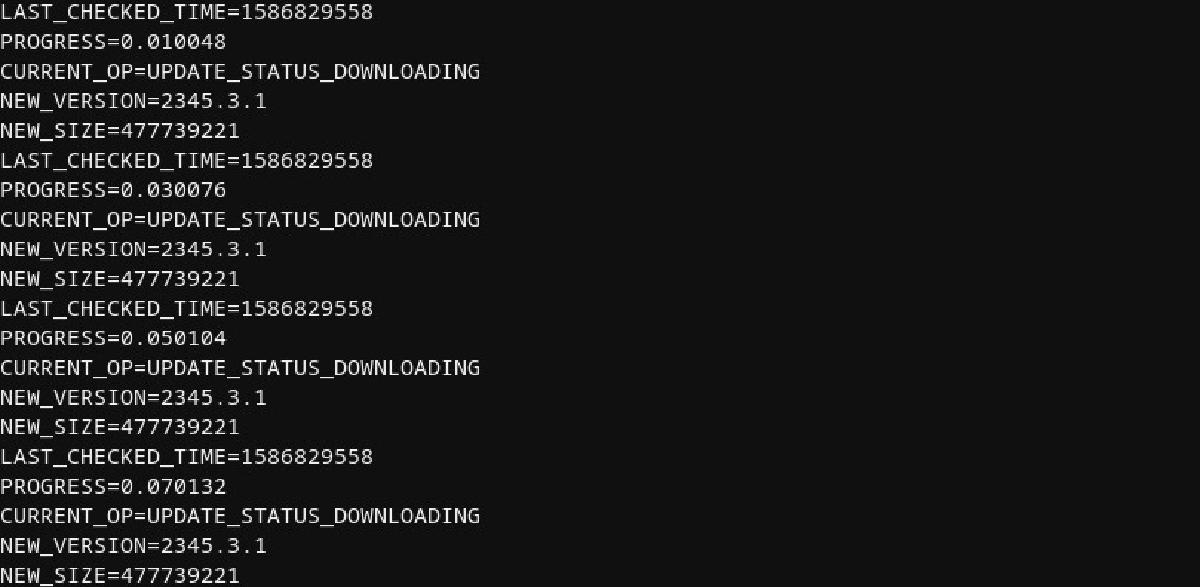 LAST_CHECKED_TIME=1586829558
PROGRESS=0.010048
CURRENT_OP=UPDATE_STATUS_DOWNLOADING
NEW_VERSION=2345.3.1
NEW_SIZE=477739221
LAST_CHECKED_TIME=1586829558
PROGRESS=0.030076
CURRENT_OP=UPDATE_STATUS_DOWNLOADING
NEW_VERSION=2345.3.1
NEW_SIZE=477739221
LAST_CHECKED_TIME=1586829558
PROGRESS=0.050104
CURRENT_OP=UPDATE_STATUS_DOWNLOADING
NEW_VERSION=2345.3.1
NEW_SIZE=477739221
LAST_CHECKED_TIME=1586829558
PROGRESS=0.070132
CURRENT_OP=UPDATE_STATUS_DOWNLOADING
NEW_VERSION=2345.3.1
NEW_SIZE=477739221